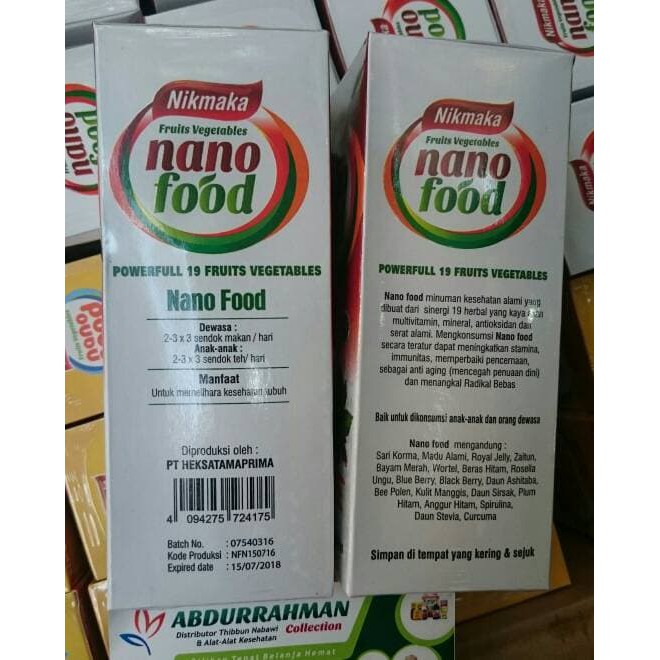 Nikmaka
Fruits Vegetables
nano
food
POWERFULL 19 FRUITS VEGETABLES
Nano Food
Dewasa :
2-3 x 3 sendok makan / hari
Anak-anak :
2-3 x 3 sendok teh/ hari
Manfaat
Untuk memelihara kesehatan tubuh
Diproduksi oleh :
PT HEKSATAMAPRIMA
4 094275 724175
Batch No. : 07540316
Kode Produksi : NFN150716
Expired date : 15/07/2018
Nikmaka
Fruits Vegetables
nano
food
POWERFULL 19 FRUITS VEGETABLES
Nano food minuman kesehatan alami yang
dibuat dari sinergi 19 herbal yang kaya akan
multivitamin, mineral, antioksidan dan
serat alami. Mengkonsumsi Nano food
secara teratur dapat meningkatkan stamina,
immunitas, memperbaiki pencernaan,
sebagai anti aging (mencegah penuaan dini)
dan menangkal Radikal Bebas
Baik untuk dikonsumsi anak-anak dan orang dewasa
Nano food mengandung :
Sari Korma, Madu Alami, Royal Jelly, Zaitun,
Bayam Merah, Wortel, Beras Hitam, Rosella
Ungu, Blue Berry, Black Berry, Daun Ashitaba,
Bee Polen, Kulit Manggis, Daun Sirsak, Plum
Hitam, Anggur Hitam, Spirulina,
Daun Stevia, Curcuma
Simpan di tempat yang kering & sejuk
ABDURRAHMAN
Collection
Distributor Thibbun Nabawi
& Alat-Alat Kesehatan
Tepat Belanja Hemat